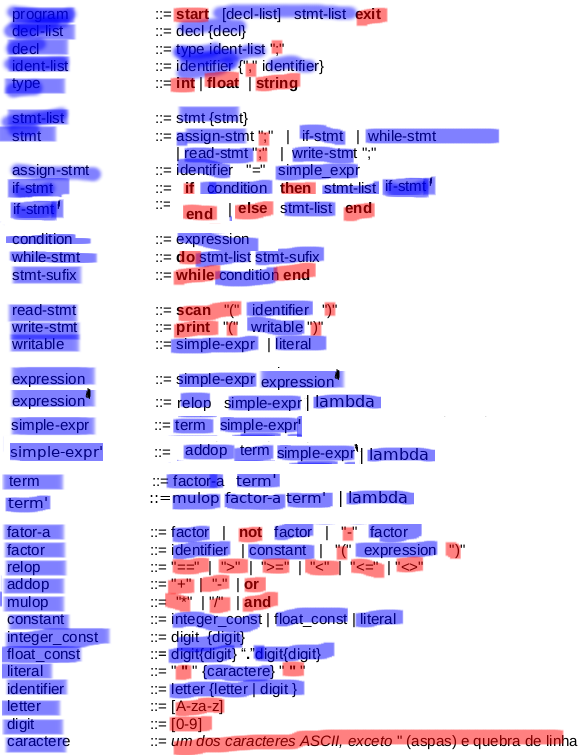 program ::= start [decl-list] stmt-list exit
decl-list ::= decl {decl}
decl ::= type ident-list ";"
ident-list ::= identifier {"," identifier}
type ::= int | float | string
stmt-list ::= stmt {stmt}
stmt ::= assign-stmt ";" | if-stmt | while-stmt
| read-stmt ";" | write-stmt ";"
assign-stmt ::= identifier "=" simple_expr
if-stmt ::= if condition then stmt-list if-stmt'
if-stmt' ::= end | else stmt-list end
condition ::= expression
while-stmt ::= do stmt-list stmt-sufix
stmt-sufix ::= while condition end
read-stmt ::= scan "(" identifier ")"
write-stmt ::= print "(" writable ")"
writable ::= simple-expr | literal
expression ::= simple-expr expression'
expression' ::= relop simple-expr | lambda
simple-expr ::= term simple-expr'
simple-expr' ::= addop term simple-expr' | lambda
term ::= factor-a term'
term' ::= mulop factor-a term' | lambda
fator-a ::= factor | not factor | "-" factor
factor ::= identifier | constant | "(" expression ")"
relop ::= "==" | ">" | ">=" | "<" | "<=" | "<>"
addop ::= "+" | "-" | or
mulop ::= "*" | "/" | and
constant ::= integer_const | float_const | literal
integer_const ::= digit {digit}
float_const ::= digit{digit} “.”digit{digit}
literal ::= " " " {caractere} " " "
identifier ::= letter {letter | digit }
letter ::= [A-za-z]
digit ::= [0-9]
caractere ::= um dos caracteres ASCII, exceto " (aspas) e quebra de linha